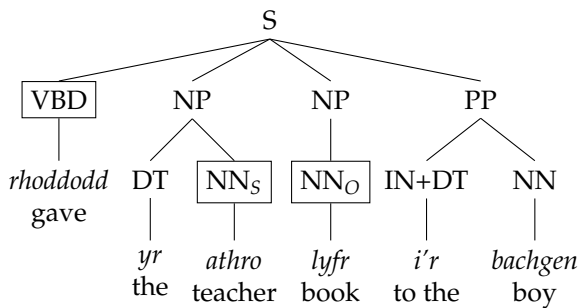 S
VBD NP NP PP
rhoddodd DT NN_S NN_O IN+DT NN
gave
yr athro lyfr i'r bachgen
the teacher book to the boy